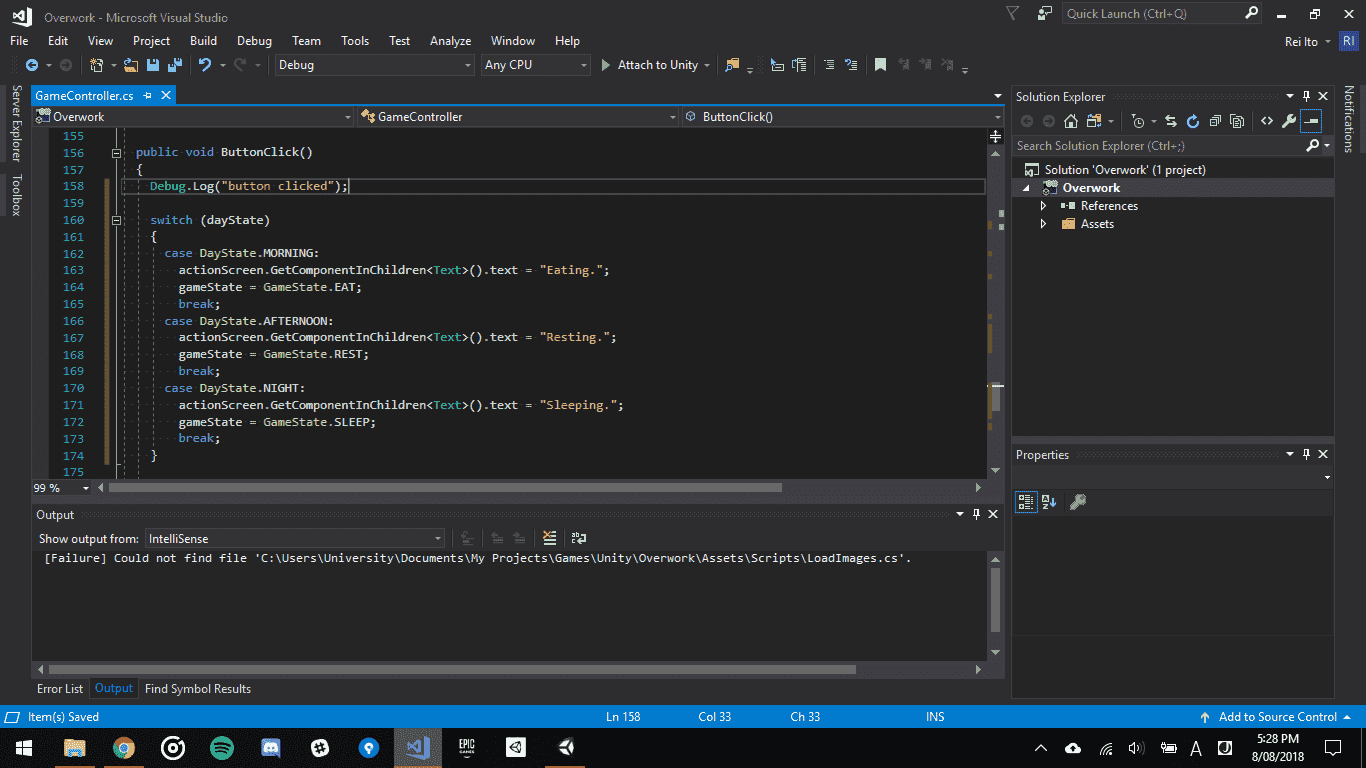 Overwork - Microsoft Visual Studio
Quick Launch (Ctrl+Q)
File Edit View Project Build Debug Team Tools Test Analyze Window Help
Rei Ito RI
Debug Any CPU Attach to Unity
Server Explorer
Toolbox
GameController.cs
Overwork GameController ButtonClick()
155
156 public void ButtonClick()
157 {
158 Debug.Log("button clicked");
159
160 switch (dayState)
161 {
162 case DayState.MORNING:
163 actionScreen.GetComponentInChildren<Text>().text = "Eating.";
164 gameState = GameState.EAT;
165 break;
166 case DayState.AFTERNOON:
167 actionScreen.GetComponentInChildren<Text>().text = "Resting.";
168 gameState = GameState.REST;
169 break;
170 case DayState.NIGHT:
171 actionScreen.GetComponentInChildren<Text>().text = "Sleeping.";
172 gameState = GameState.SLEEP;
173 break;
174 }
175
99 %
Output
Show output from: IntelliSense
[Failure] Could not find file 'C:\Users\University\Documents\My Projects\Games\Unity\Overwork\Assets\Scripts\LoadImages.cs'.
Error List Output Find Symbol Results
Solution Explorer
Search Solution Explorer (Ctrl+;)
Solution 'Overwork' (1 project)
Overwork
References
Assets
Properties
Notifications
Item(s) Saved Ln 158 Col 33 Ch 33 INS Add to Source Control
EPIC
GAMES
A
5:28 PM
8/08/2018